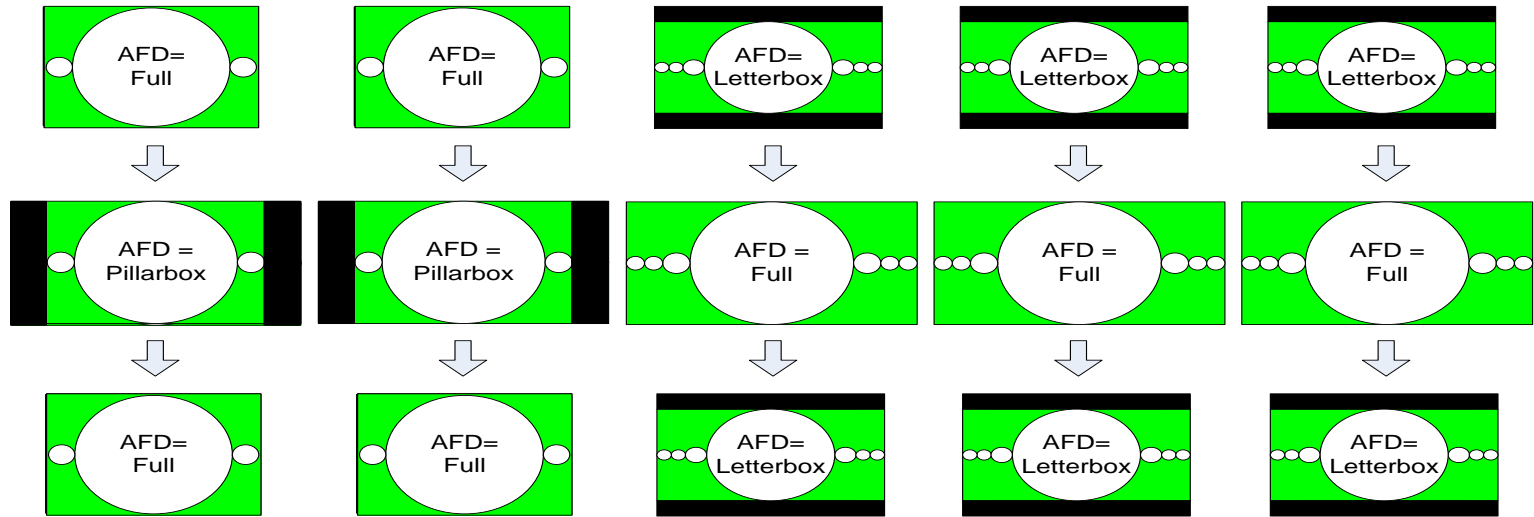 AFD=
Full
AFD=
Full
AFD=
Letterbox
AFD=
Letterbox
AFD=
Letterbox
AFD =
Pillarbox
AFD =
Pillarbox
AFD =
Full
AFD =
Full
AFD =
Full
AFD=
Full
AFD=
Full
AFD=
Letterbox
AFD=
Letterbox
AFD=
Letterbox